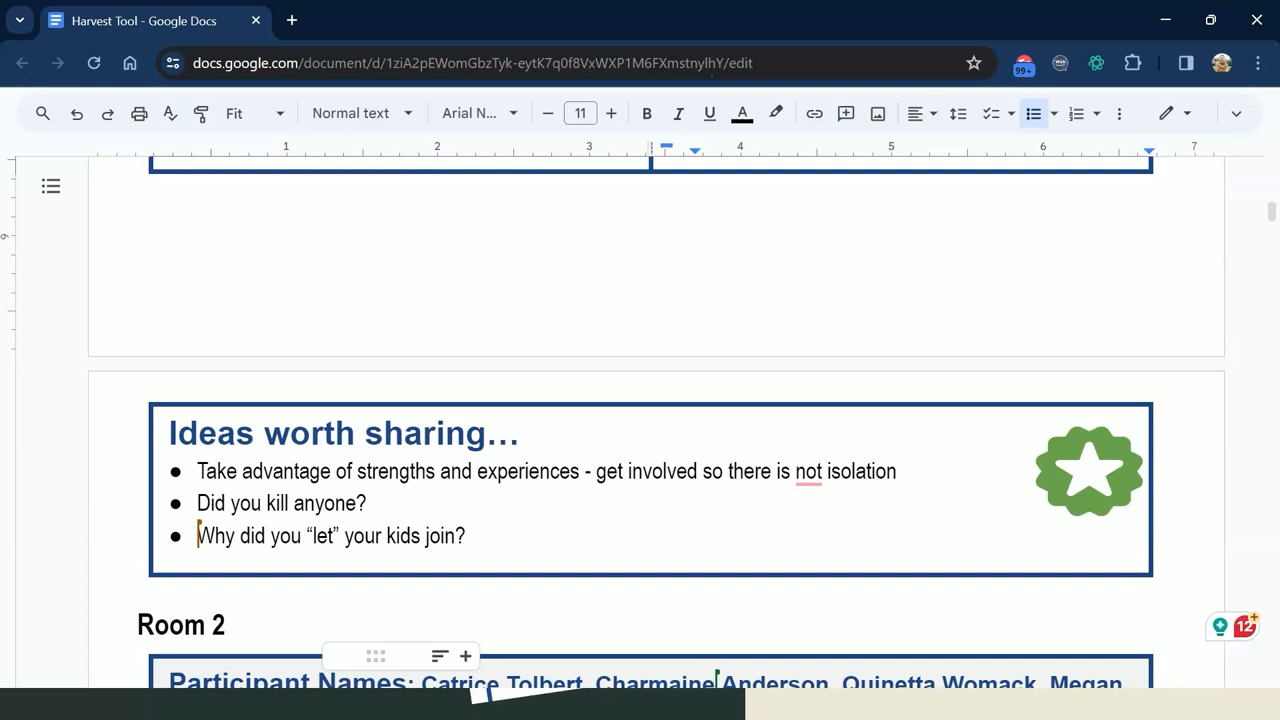 Harvest Tool - Google Docs
docs.google.com/document/d/1ziA2pEWomGbzTyk-eytK7q0f8VxWXP1M6FXmstnylhY/edit
99+
Fit
Normal text
Arial N...
11
B I U A
1 2 3 4 5 6 7
9
Ideas worth sharing…
● Take advantage of strengths and experiences - get involved so there is not isolation
● Did you kill anyone?
● Why did you “let” your kids join?
Room 2
12
Participant Names: Catrice Tolbert, Charmaine Anderson, Quinetta Womack, Megan